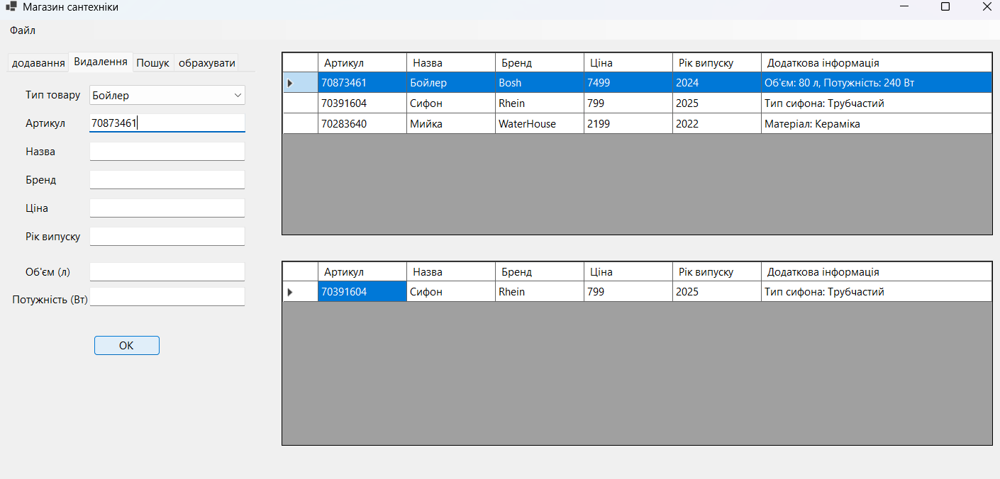 Магазин сантехніки
Файл
додавання Видалення Пошук обрахувати
Тип товару Бойлер
Артикул 70873461
Назва
Бренд
Ціна
Рік випуску
Об'єм (л)
Потужність (Вт)
OK
Артикул Назва Бренд Ціна Рік випуску Додаткова інформація
70873461 Бойлер Bosh 7499 2024 Об'єм: 80 л, Потужність: 240 Вт
70391604 Сифон Rhein 799 2025 Тип сифона: Трубчастий
70283640 Мийка WaterHouse 2199 2022 Матеріал: Кераміка
Артикул Назва Бренд Ціна Рік випуску Додаткова інформація
70391604 Сифон Rhein 799 2025 Тип сифона: Трубчастий